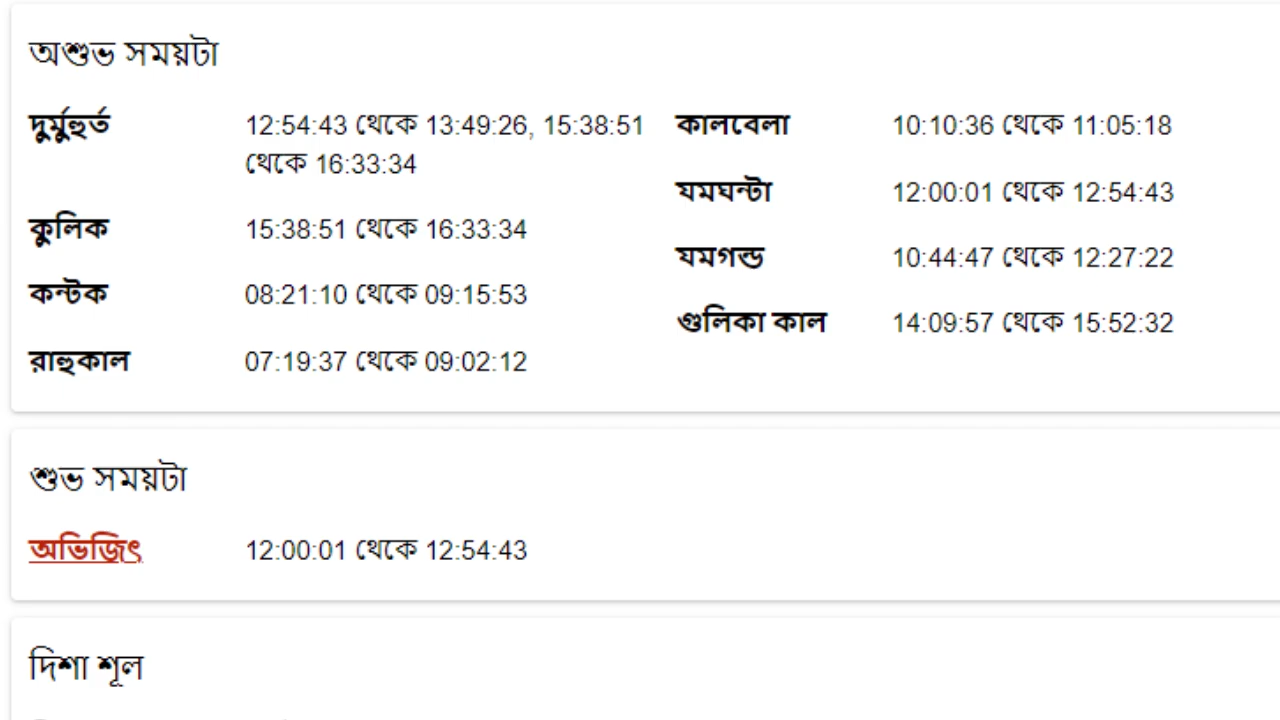 অশুভ সময়টা
দুর্মুহুর্ত 12:54:43 থেকে 13:49:26, 15:38:51
থেকে 16:33:34
কুলিক 15:38:51 থেকে 16:33:34
কন্টক 08:21:10 থেকে 09:15:53
রাহুকাল 07:19:37 থেকে 09:02:12
কালবেলা 10:10:36 থেকে 11:05:18
যমঘন্টা 12:00:01 থেকে 12:54:43
যমগন্ড 10:44:47 থেকে 12:27:22
গুলিকা কাল 14:09:57 থেকে 15:52:32
শুভ সময়টা
অভিজিৎ 12:00:01 থেকে 12:54:43
দিশা শূল